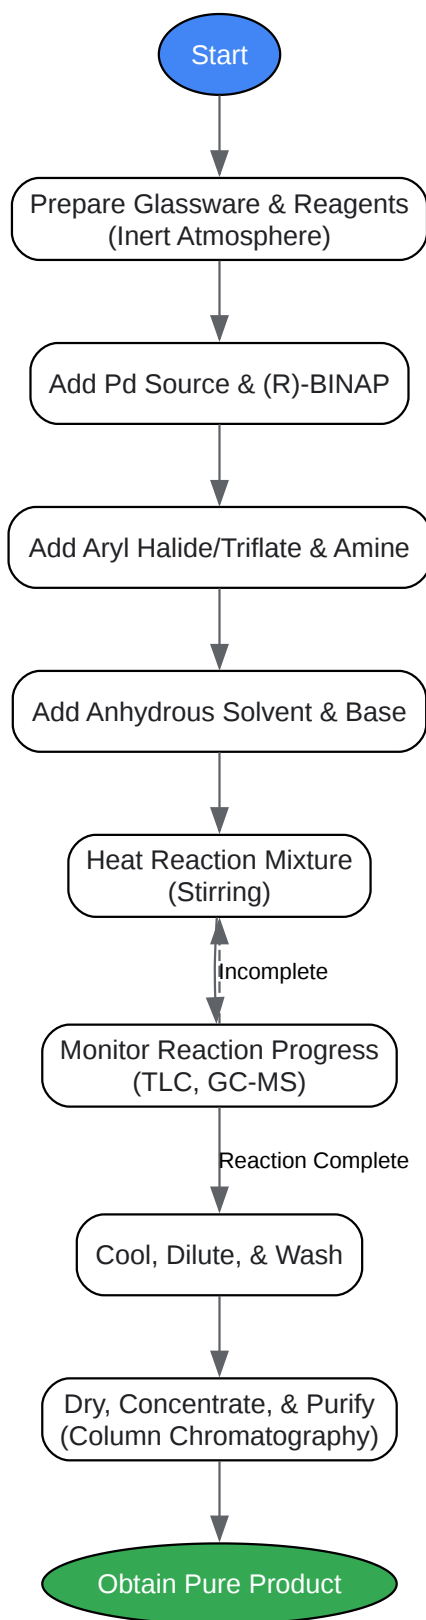 Start
Prepare Glassware & Reagents
(Inert Atmosphere)
Add Pd Source & (R)-BINAP
Add Aryl Halide/Triflate & Amine
Add Anhydrous Solvent & Base
Heat Reaction Mixture
(Stirring)
Incomplete
Monitor Reaction Progress
(TLC, GC-MS)
Reaction Complete
Cool, Dilute, & Wash
Dry, Concentrate, & Purify
(Column Chromatography)
Obtain Pure Product